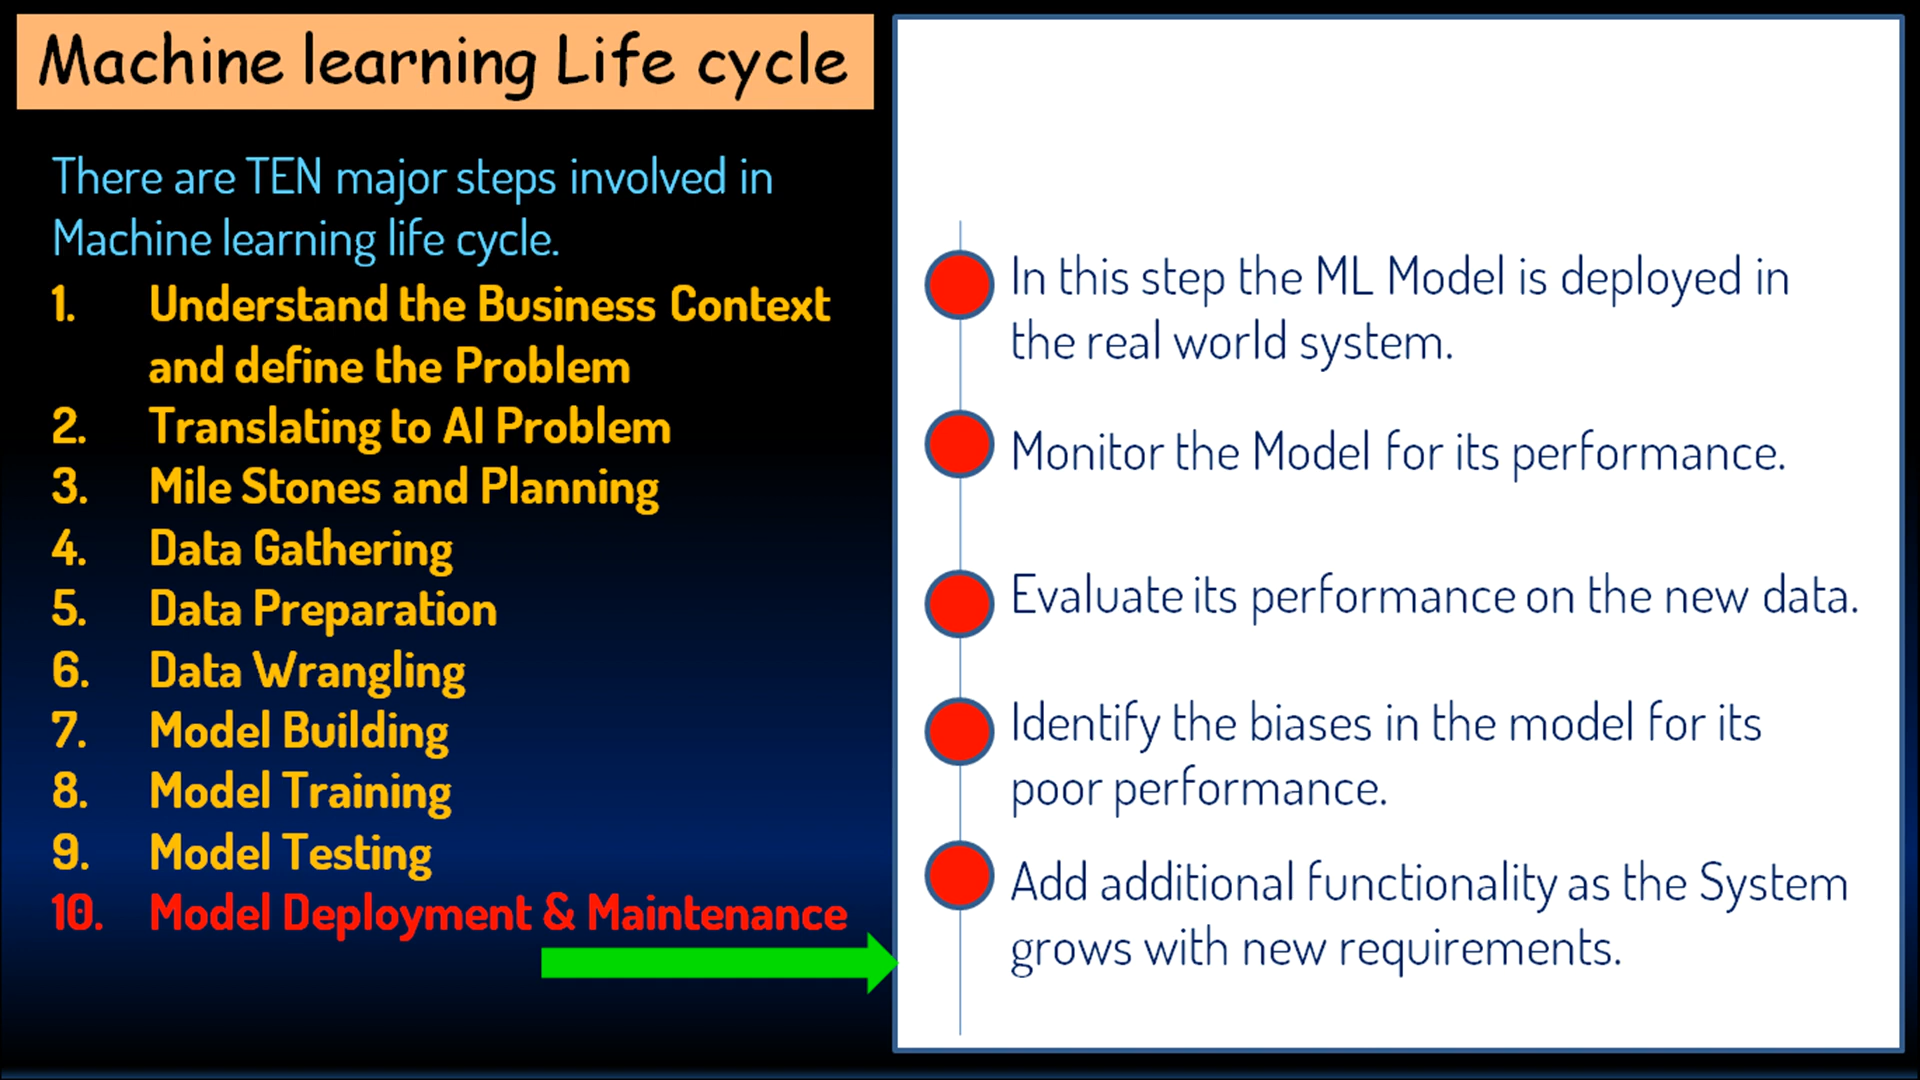 Machine learning Life cycle
There are TEN major steps involved in
Machine learning life cycle.
1. Understand the Business Context
and define the Problem
2. Translating to AI Problem
3. Mile Stones and Planning
4. Data Gathering
5. Data Preparation
6. Data Wrangling
7. Model Building
8. Model Training
9. Model Testing
10. Model Deployment & Maintenance
In this step the ML Model is deployed in
the real world system.
Monitor the Model for its performance.
Evaluate its performance on the new data.
Identify the biases in the model for its
poor performance.
Add additional functionality as the System
grows with new requirements.